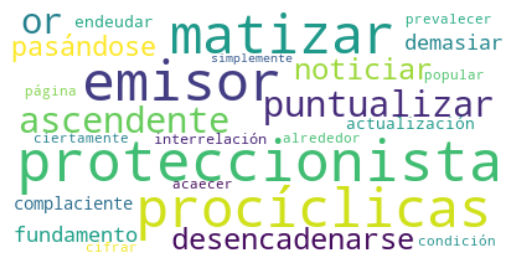 or endeudar matizar prevalecer
pasándose demasiar
simplemente
emisor noticiar popular
página puntualizar
ascendente actualización
ciertamente interrelación alrededor
proteccionista
acaecer
complaciente procíclicas
fundamento desencadenarse condición
cifrar